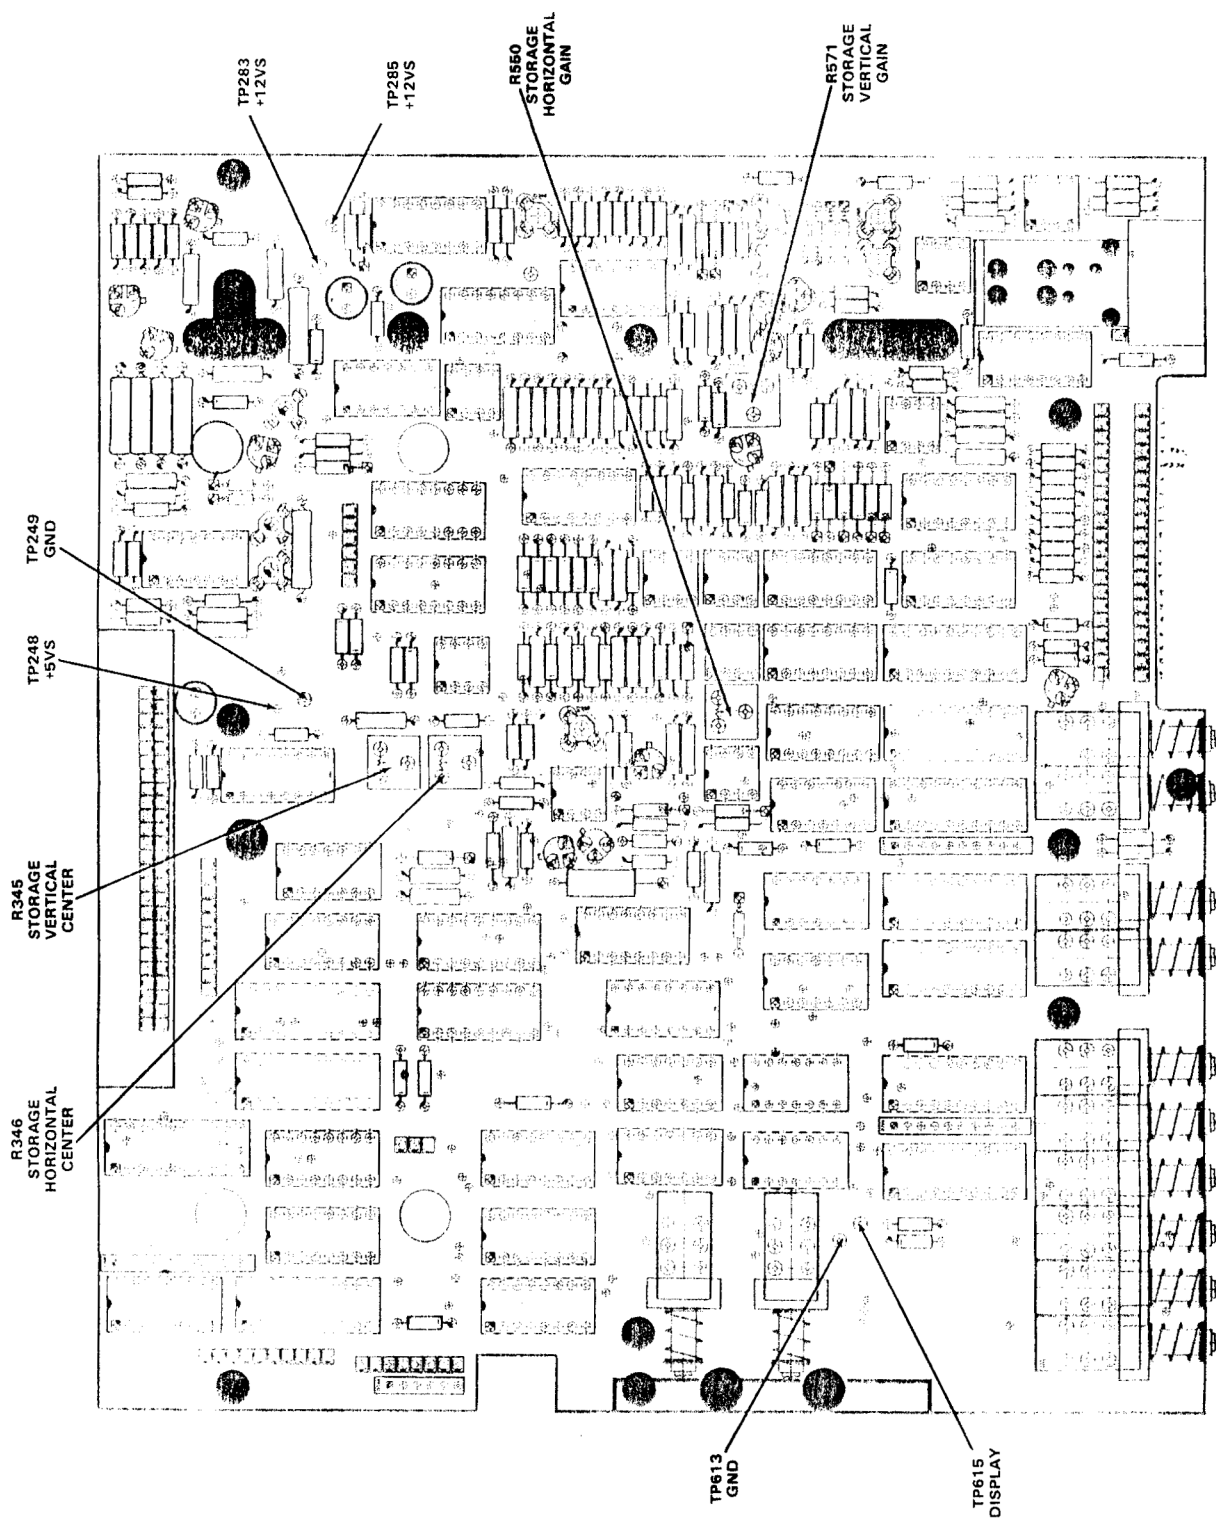 TP283
+12VS
TP285
+12VS
R550
STORAGE
HORIZONTAL
GAIN
R571
STORAGE
VERTICAL
GAIN
TP249
GND
TP248
+5VS
R345
STORAGE
VERTICAL
CENTER
R346
STORAGE
HORIZONTAL
CENTER
TP613
GND
TP615
DISPLAY